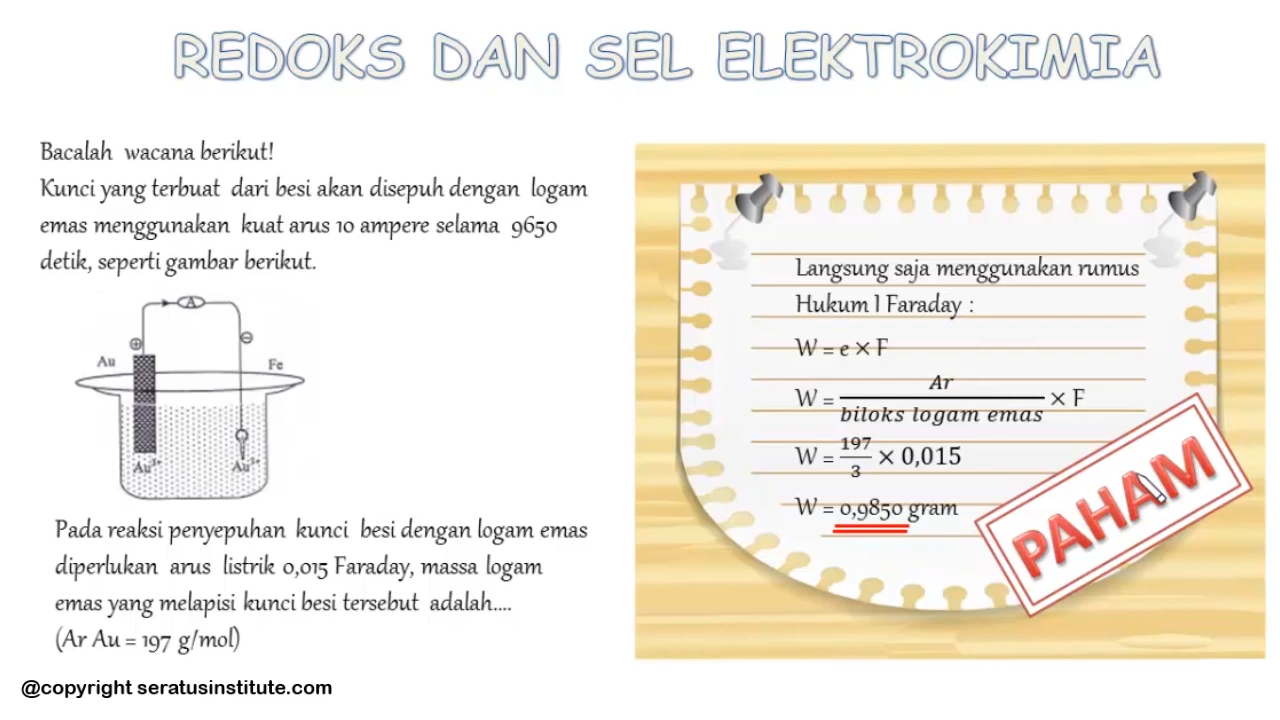 REDOKS DAN SEL ELEKTROKIMIA
Bacalah wacana berikut!
Kunci yang terbuat dari besi akan disepuh dengan logam
emas menggunakan kuat arus 10 ampere selama 9650
detik, seperti gambar berikut.
A
+
−
Au
Fe
Au³⁺
Au³⁺
Pada reaksi penyepuhan kunci besi dengan logam emas
diperlukan arus listrik 0,015 Faraday, massa logam
emas yang melapisi kunci besi tersebut adalah....
(Ar Au = 197 g/mol)
Langsung saja menggunakan rumus
Hukum 1 Faraday :
W = e × F
W = Ar / biloks logam emas × F
W = 197 / 3 × 0,015
W = 0,9850 gram
PAHAM
@copyright seratusinstitute.com